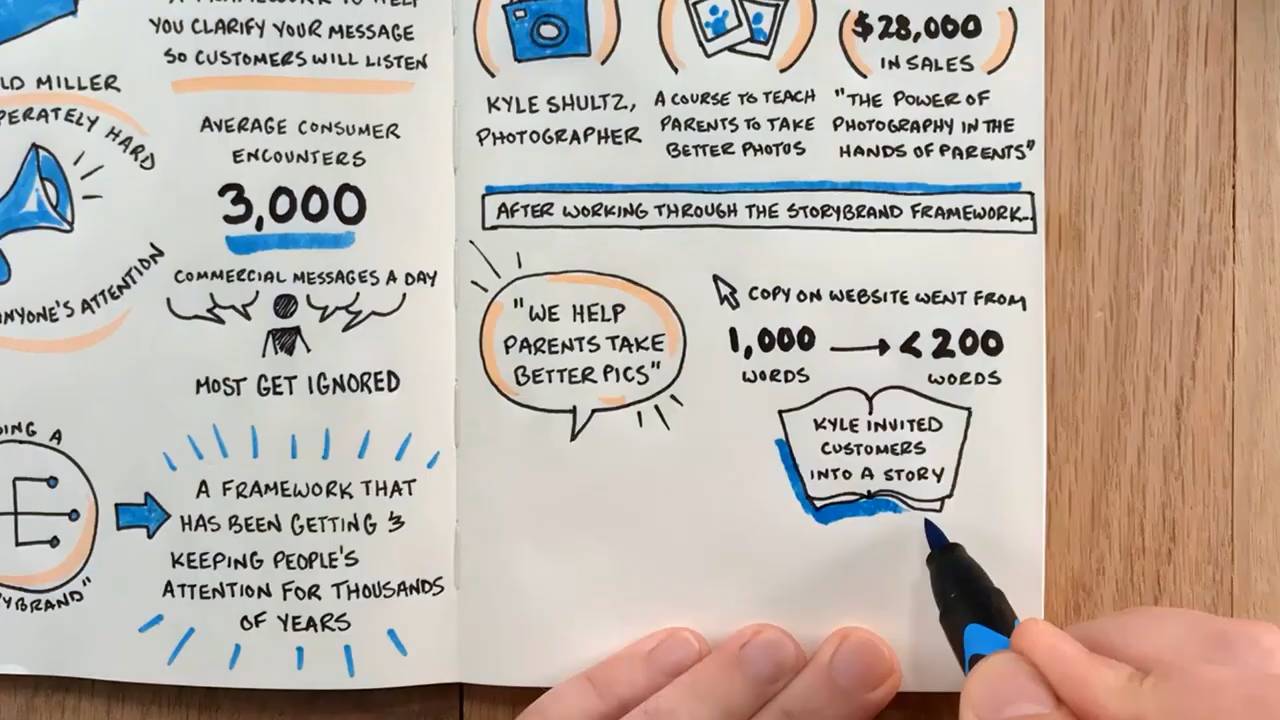 YOU CLARIFY YOUR MESSAGE
SO CUSTOMERS WILL LISTEN
MILLER
HARD
AVERAGE CONSUMER
ENCOUNTERS
3,000
COMMERCIAL MESSAGES A DAY
ANYONE'S ATTENTION
MOST GET IGNORED
A
A FRAMEWORK THAT
HAS BEEN GETTING &
KEEPING PEOPLE'S
ATTENTION FOR THOUSANDS
OF YEARS
KYLE SHULTZ,
PHOTOGRAPHER
A COURSE TO TEACH
PARENTS TO TAKE
BETTER PHOTOS
$28,000
IN SALES
"THE POWER OF
PHOTOGRAPHY IN THE
HANDS OF PARENTS"
AFTER WORKING THROUGH THE STORYBRAND FRAMEWORK...
"WE HELP
PARENTS TAKE
BETTER PICS"
COPY ON WEBSITE WENT FROM
1,000 → <200
WORDS WORDS
KYLE INVITED
CUSTOMERS
INTO A STORY